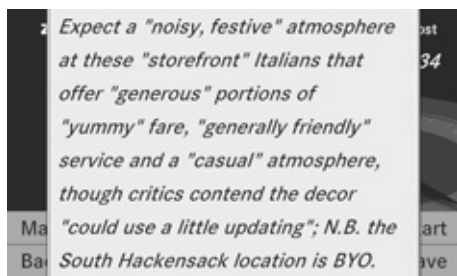 Expect a "noisy, festive" atmosphere
at these "storefront" Italians that
offer "generous" portions of
"yummy" fare, "generally friendly"
service and a "casual" atmosphere,
though critics contend the decor
"could use a little updating"; N.B. the
South Hackensack location is BYO.
34